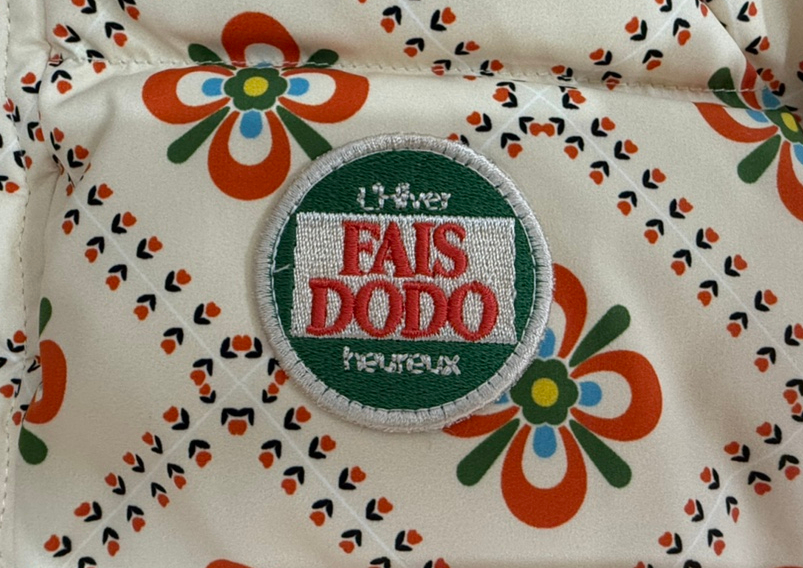 L'Hiver
FAIS
DODO
heureux